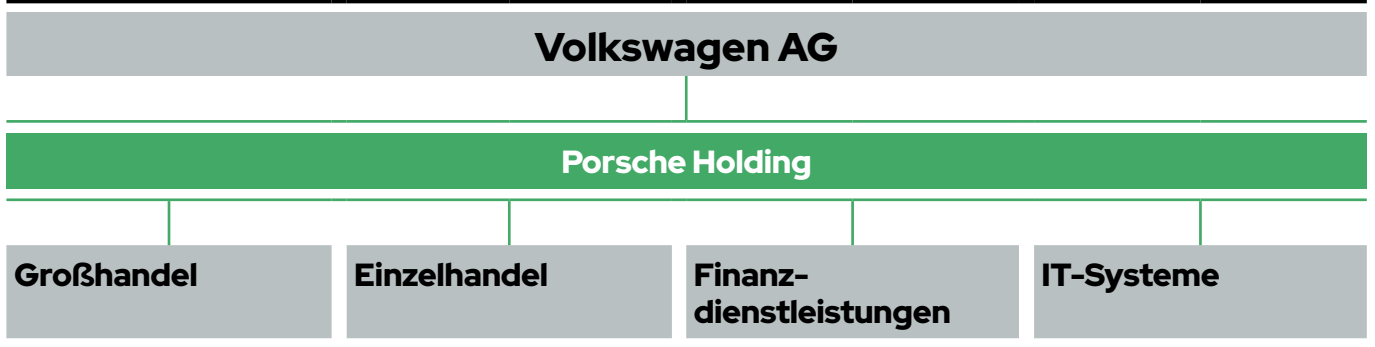 Volkswagen AG
Porsche Holding
Großhandel
Einzelhandel
Finanz-
dienstleistungen
IT-Systeme